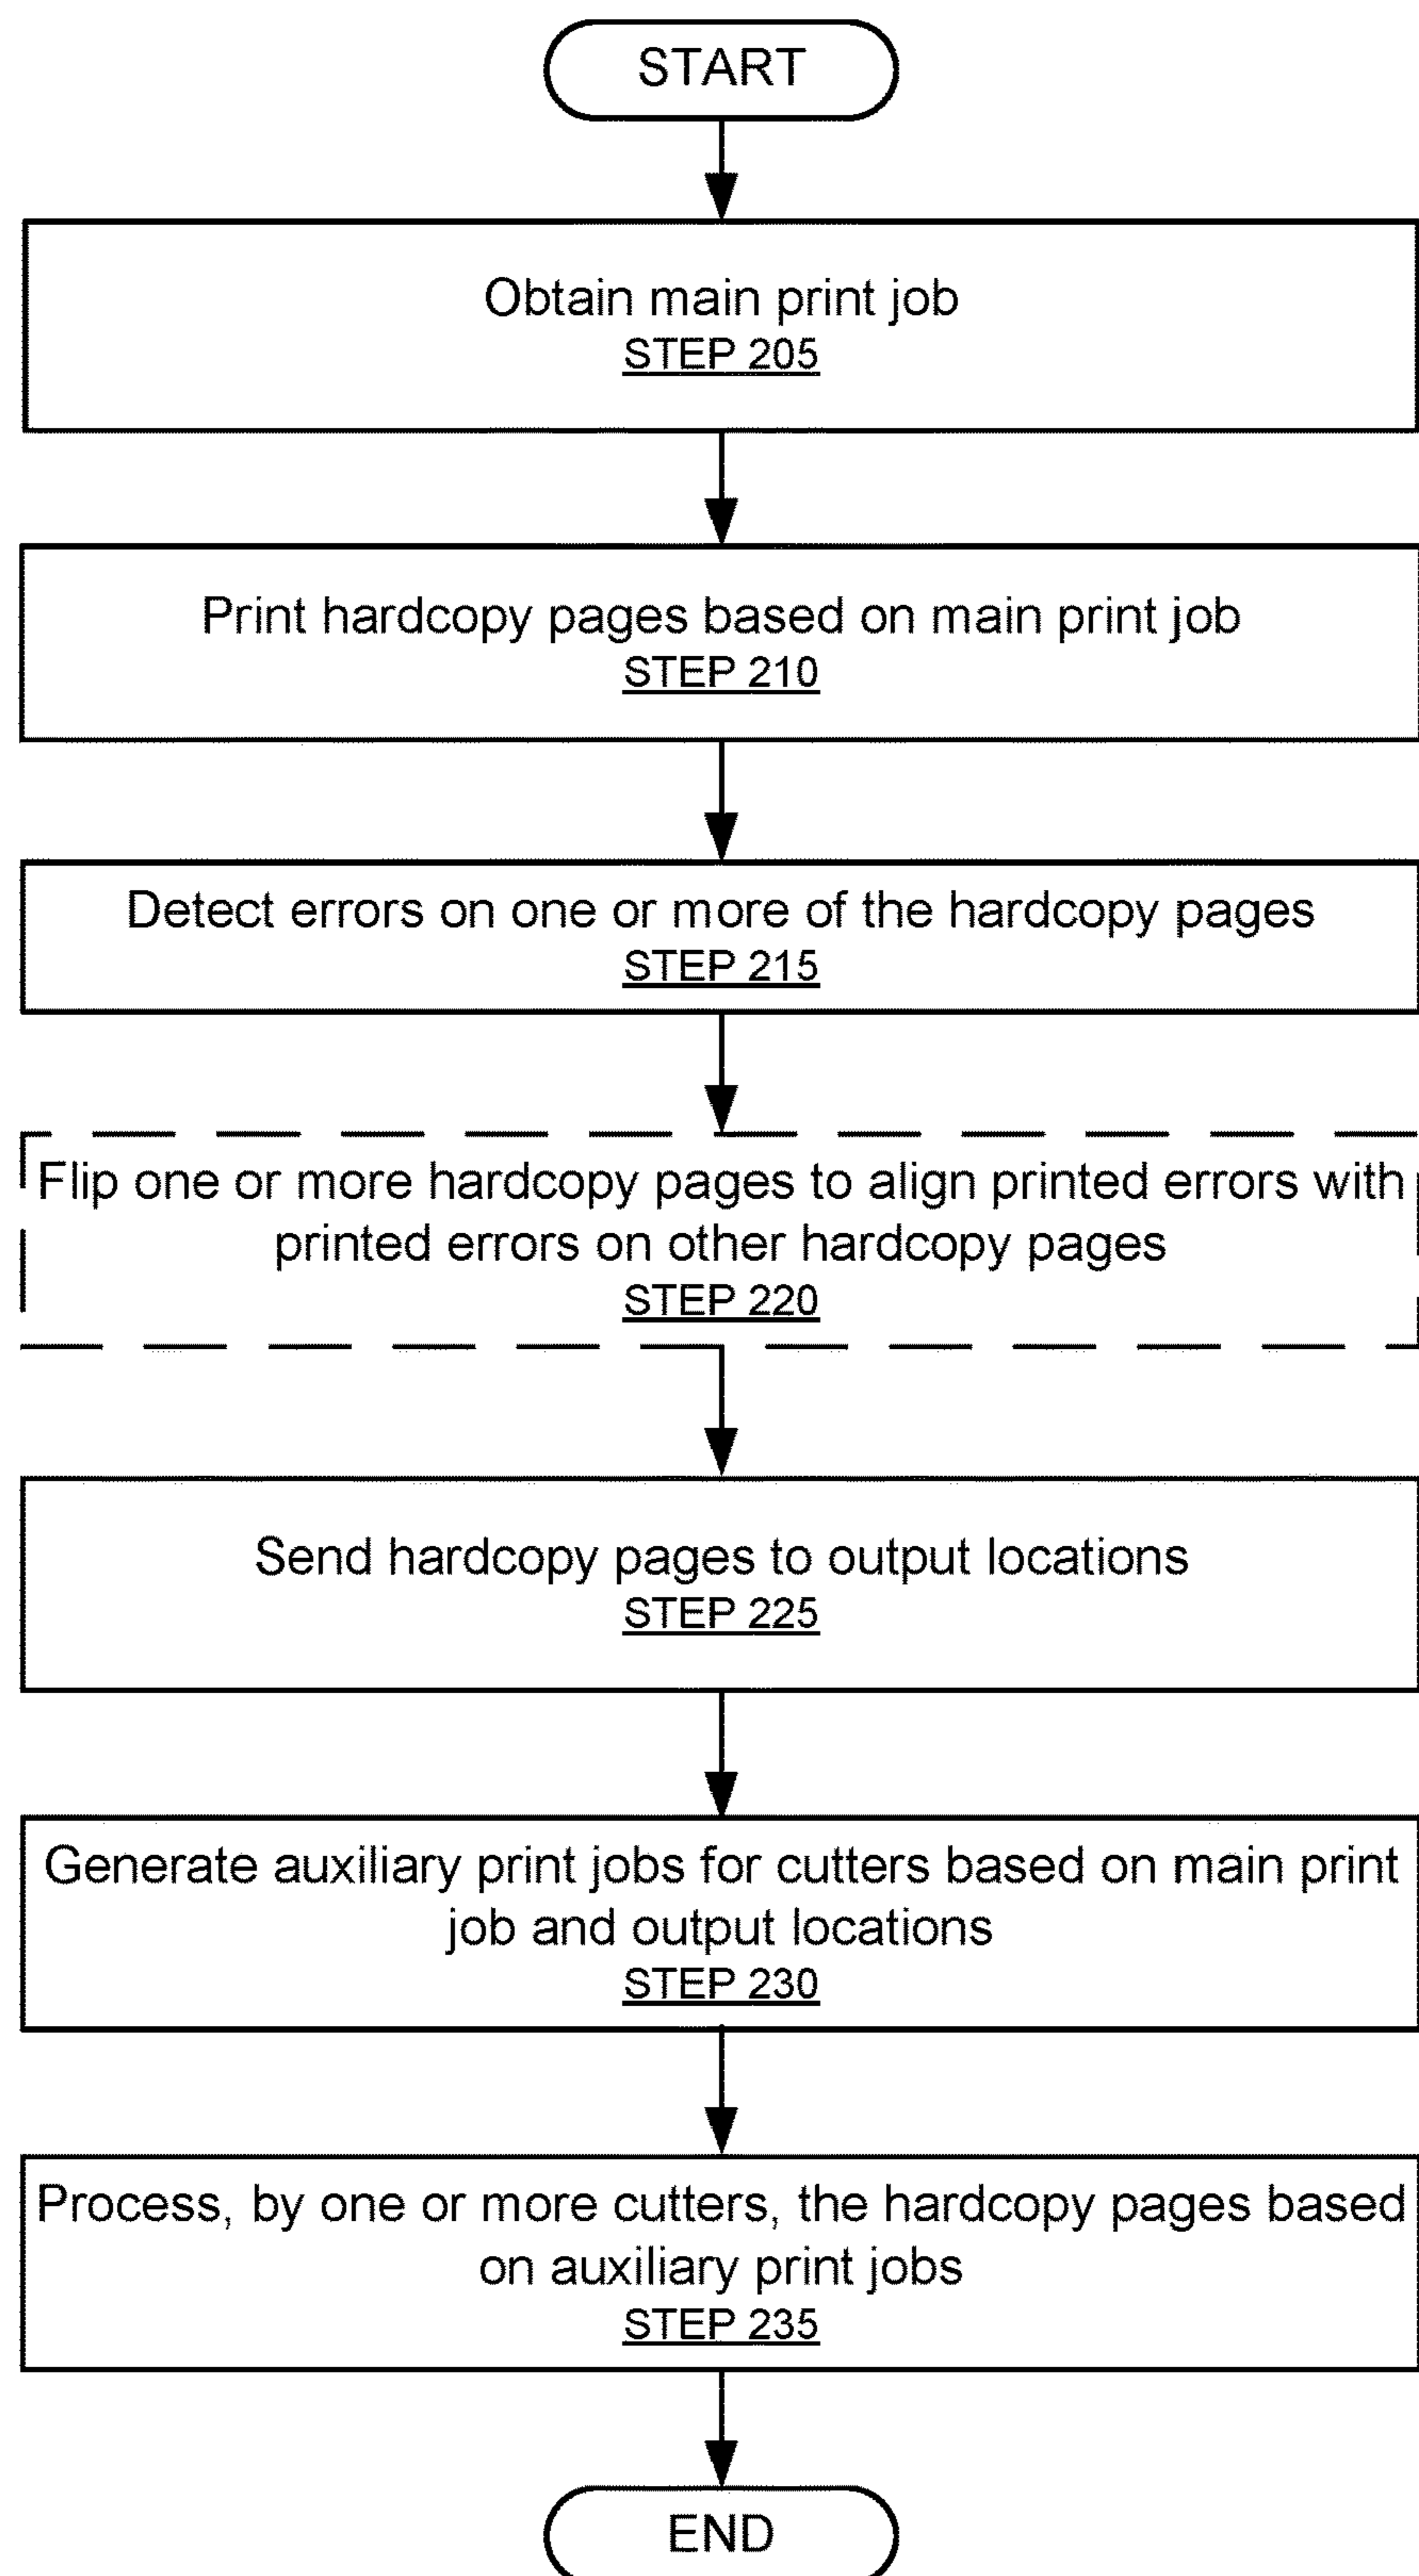 START
Obtain main print job
STEP 205
Print hardcopy pages based on main print job
STEP 210
Detect errors on one or more of the hardcopy pages
STEP 215
Flip one or more hardcopy pages to align printed errors with
printed errors on other hardcopy pages
STEP 220
Send hardcopy pages to output locations
STEP 225
Generate auxiliary print jobs for cutters based on main print
job and output locations
STEP 230
Process, by one or more cutters, the hardcopy pages based
on auxiliary print jobs
STEP 235
END